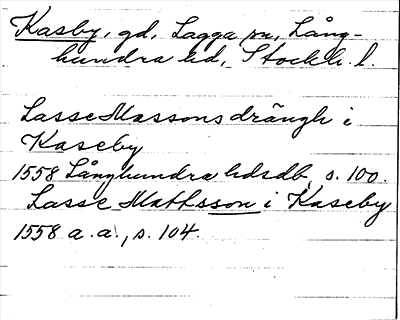 Kasby, gd, Lagga sn, Lång-
hundra hd, Stockh. l.
Lasse Massons drängh i
Kaseby
1558 Långhundra hdsdb, s. 100.
Lasse Mathsson i Kaseby
1558 a. a., s. 104.